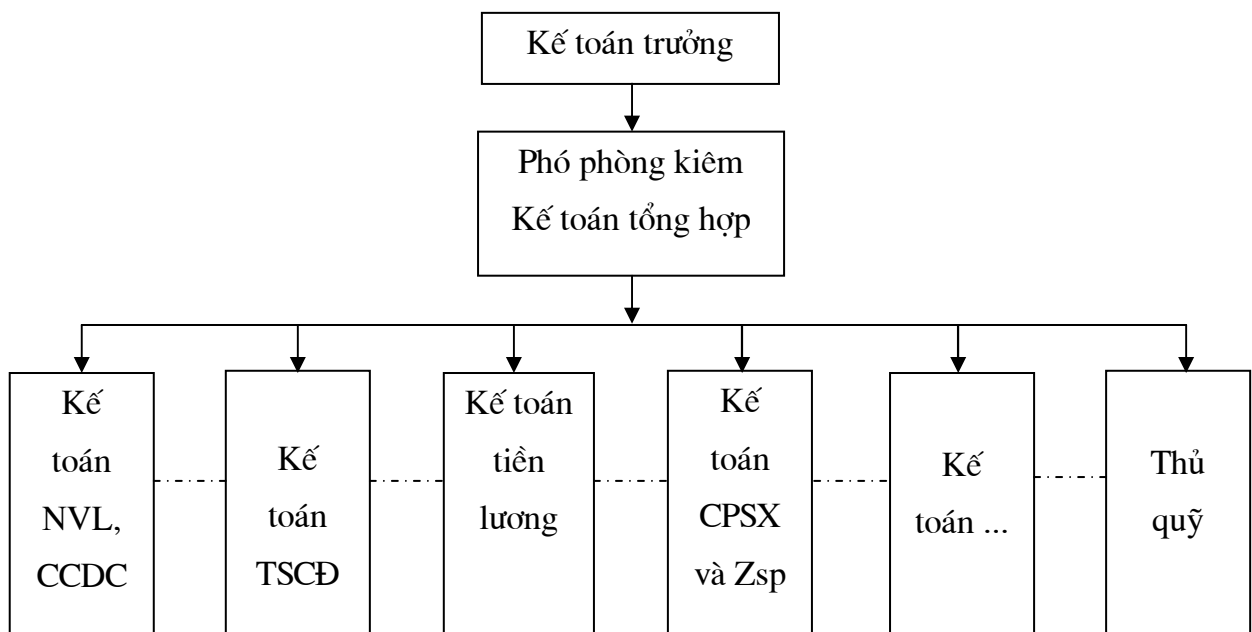 Kế toán trưởng
Phó phòng kiêm
Kế toán tổng hợp
Kế
toán
NVL,
CCDC
Kế
toán
TSCĐ
Kế toán
tiền
lương
Kế
toán
CPSX
và Zsp
Kế
toán ...
Thủ
quỹ